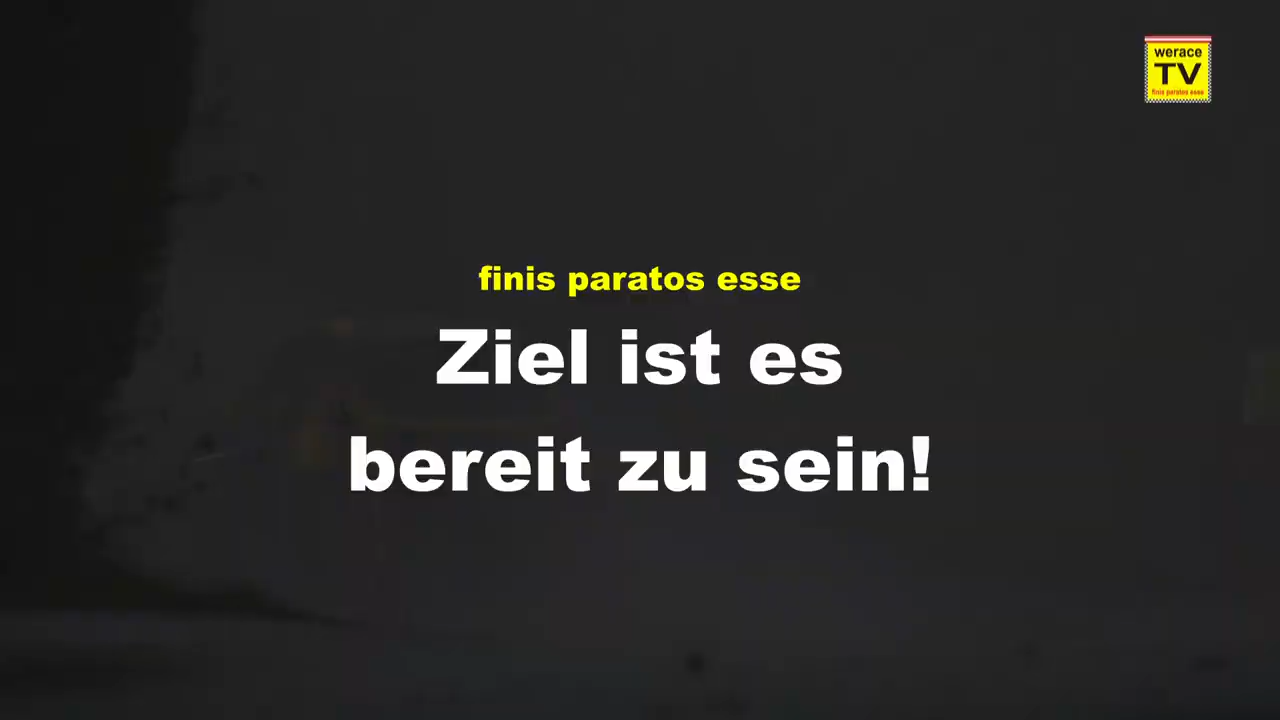 werace
TV
finis paratos esse
finis paratos esse
Ziel ist es
bereit zu sein!